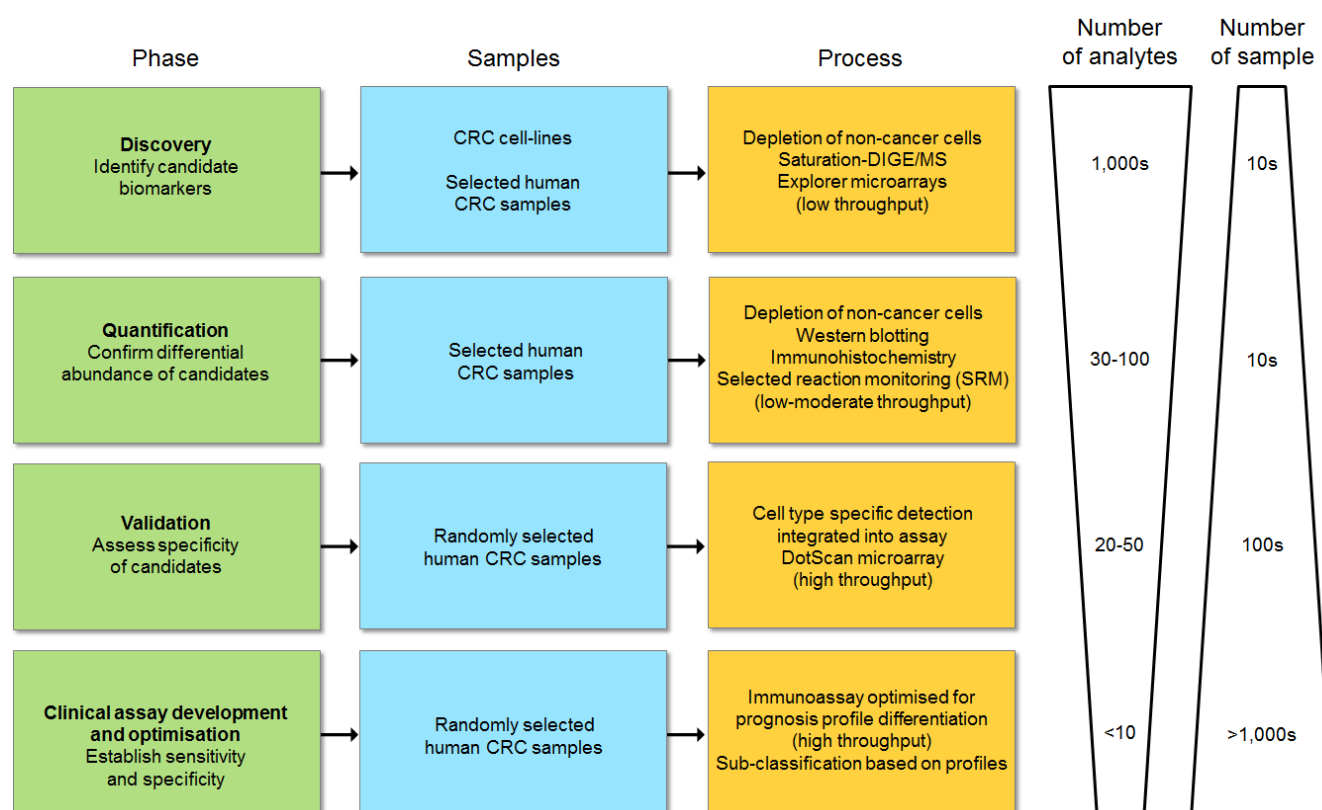 Phase
Samples
Process
Number
of analytes
Number
of sample
Discovery
Identify candidate
biomarkers
CRC cell-lines
Selected human
CRC samples
Depletion of non-cancer cells
Saturation-DIGE/MS
Explorer microarrays
(low throughput)
1,000s
10s
Quantification
Confirm differential
abundance of candidates
Selected human
CRC samples
Depletion of non-cancer cells
Western blotting
Immunohistochemistry
Selected reaction monitoring (SRM)
(low-moderate throughput)
30-100
10s
Validation
Assess specificity
of candidates
Randomly selected
human CRC samples
Cell type specific detection
integrated into assay
DotScan microarray
(high throughput)
20-50
100s
Clinical assay development
and optimisation
Establish sensitivity
and specificity
Randomly selected
human CRC samples
Immunoassay optimised for
prognosis profile differentiation
(high throughput)
Sub-classification based on profiles
<10
>1,000s